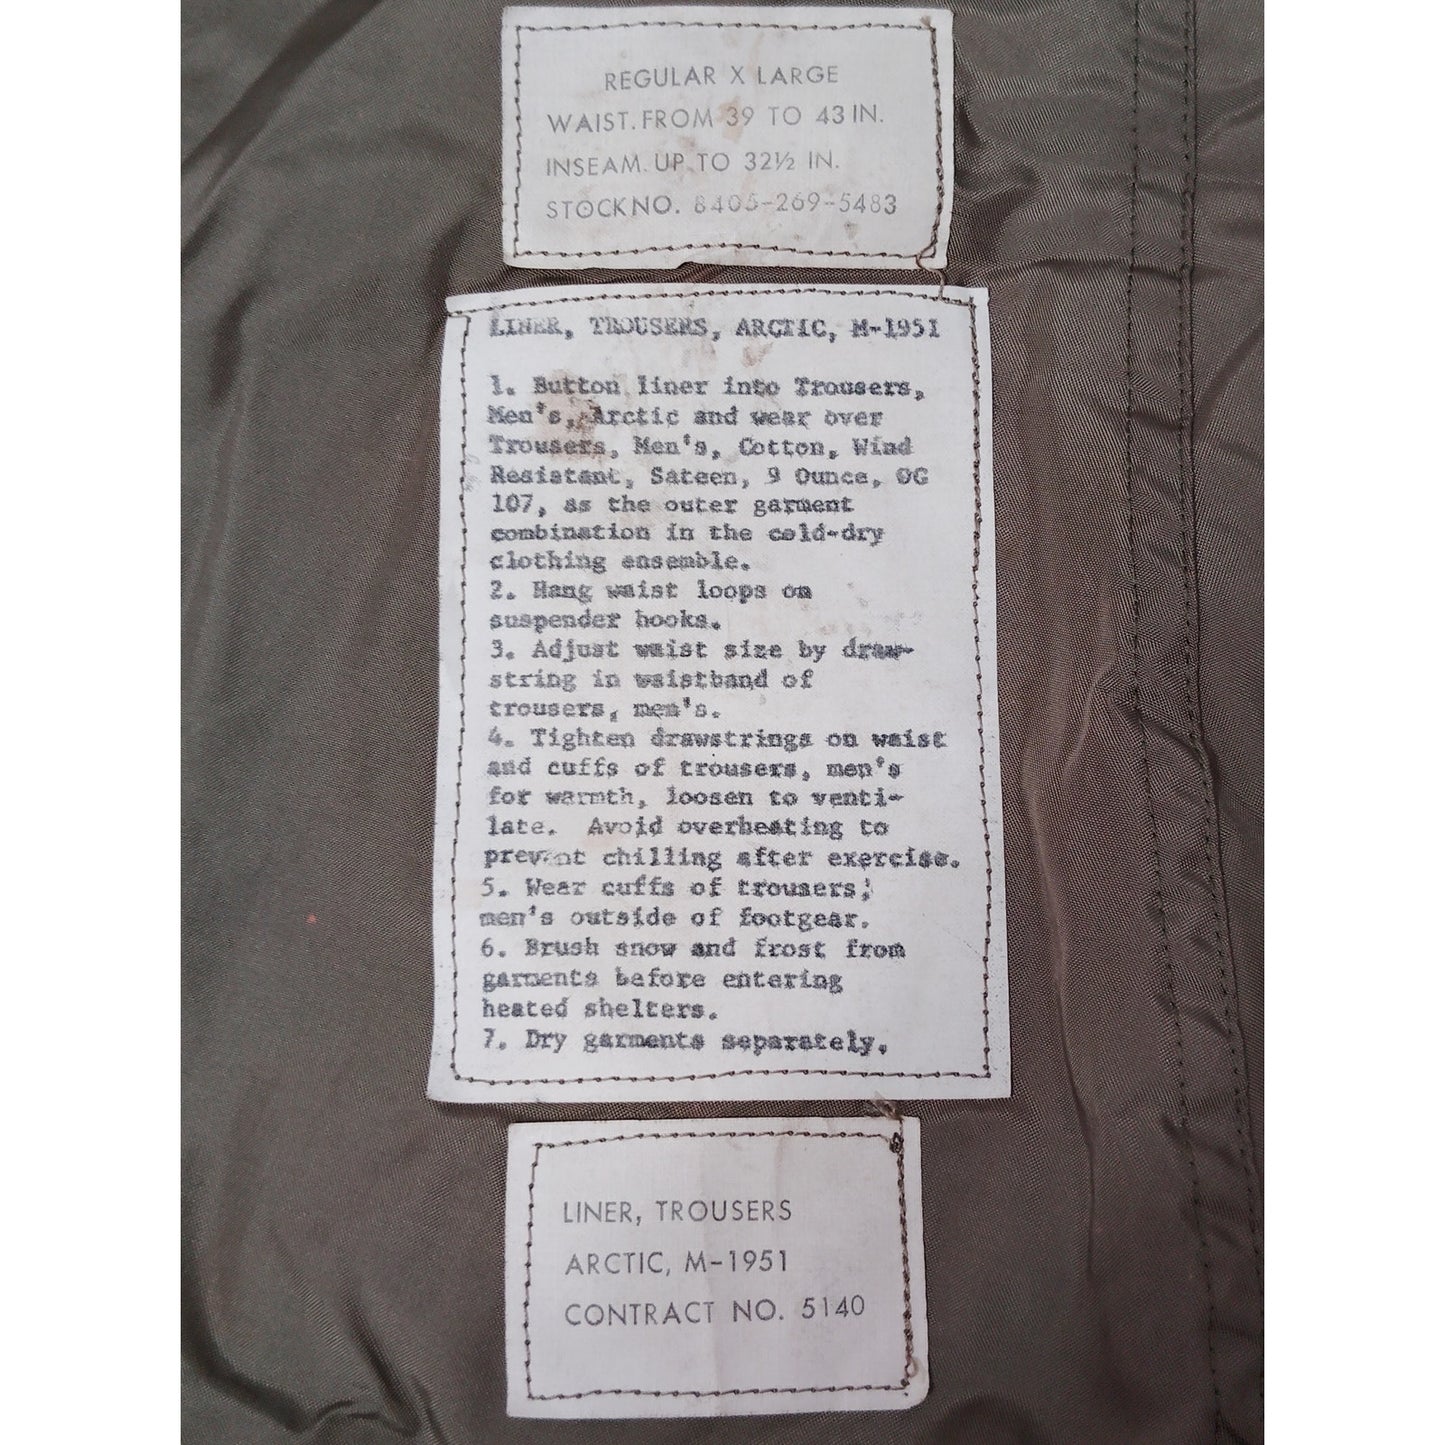 REGULAR X LARGE
WAIST. FROM 39 TO 43 IN.
INSEAM. UP TO 32½ IN.
STOCK NO. 8405-269-5483
LINER, TROUSERS, ARCTIC, M-1951
1. Button liner into Trousers,
Men's, Arctic and wear over
Trousers, Men's, Cotton, Wind
Resistant, Sateen, 9 Ounce, OG
107, as the outer garment
combination in the cold-dry
clothing ensemble.
2. Hang waist loops on
suspender hooks.
3. Adjust waist size by draw-
string in waistband of
trousers, men's.
4. Tighten drawstrings on waist
and cuffs of trousers, men's
for warmth, loosen to venti-
late. Avoid overheating to
prevent chilling after exercise.
5. Wear cuffs of trousers,
men's outside of footgear.
6. Brush snow and frost from
garments before entering
heated shelters.
7. Dry garments separately.
LINER, TROUSERS
ARCTIC, M-1951
CONTRACT NO. 5140